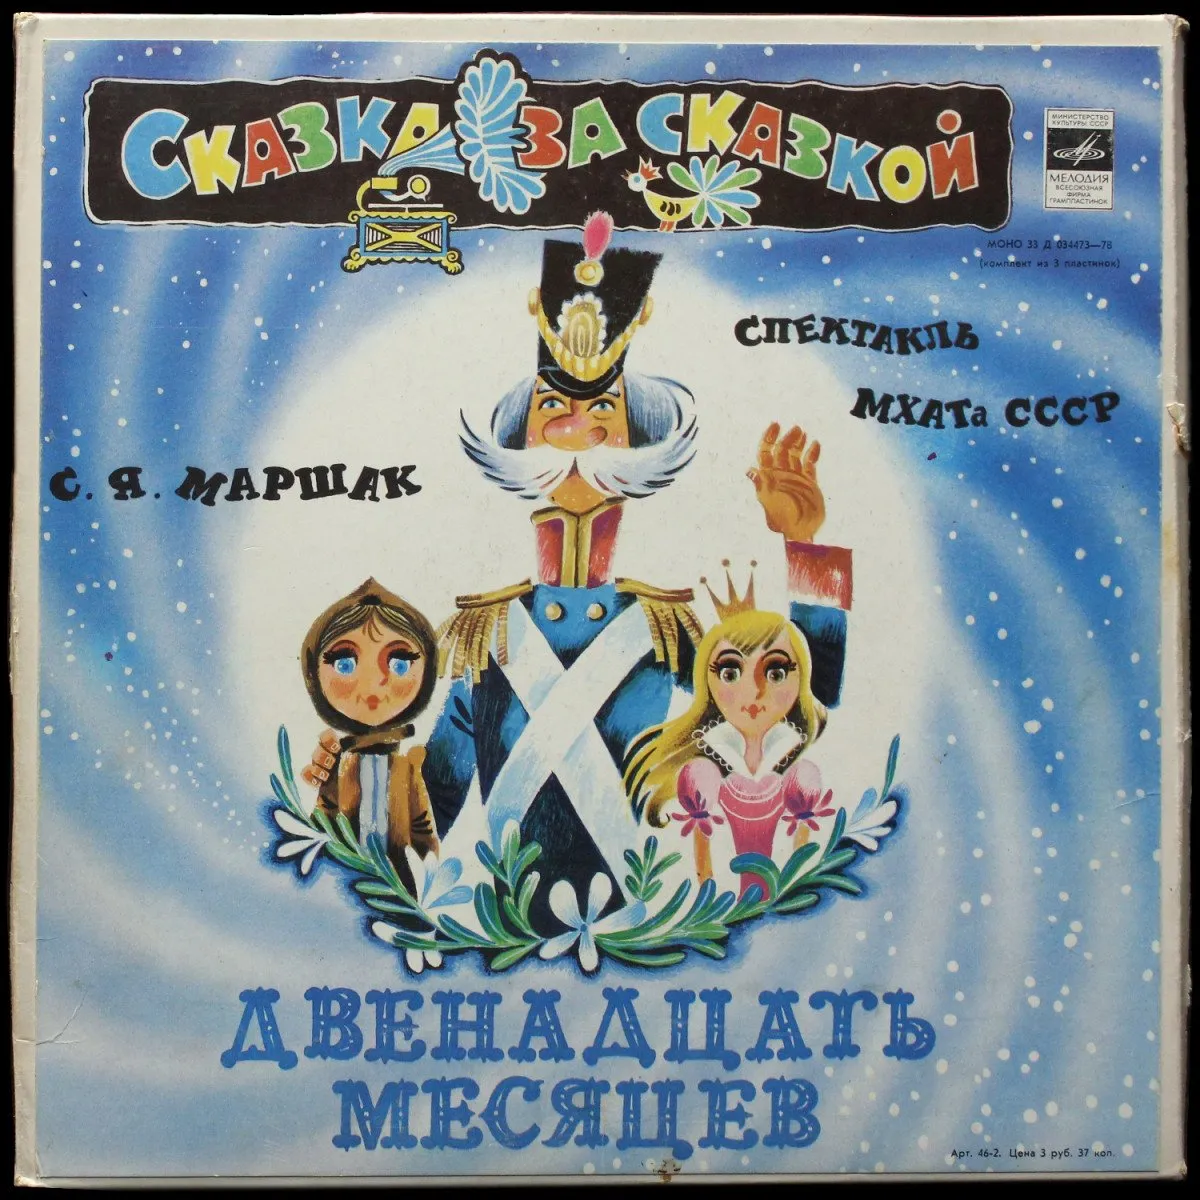 СКАЗКА ЗА СКАЗКОЙ
МИНИСТЕРСТВО
КУЛЬТУРЫ СССР
МЕЛОДИЯ
ВСЕСОЮЗНАЯ
ФИРМА
ГРАМПЛАСТИНОК
МОНО 33 Д 034473—78
(комплект из 3 пластинок)
СПЕКТАКЛЬ
МХАТа СССР
С. Я. МАРШАК
ДВЕНАДЦАТЬ
МЕСЯЦЕВ
Арт. 46-2. Цена 3 руб. 37 коп.